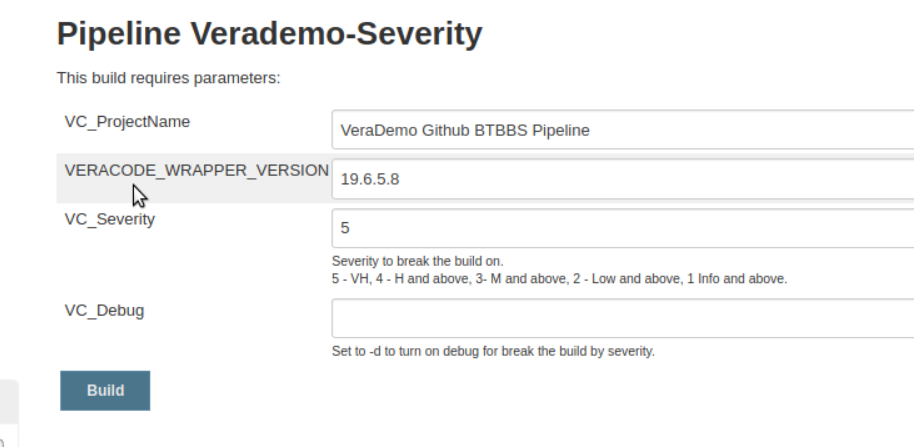 Pipeline Verademo-Severity
This build requires parameters:
VC_ProjectName
VeraDemo Github BTBBS Pipeline
VERACODE_WRAPPER_VERSION
19.6.5.8
VC_Severity
5
Severity to break the build on.
5 - VH, 4 - H and above, 3- M and above, 2 - Low and above, 1 Info and above.
VC_Debug
Set to -d to turn on debug for break the build by severity.
Build